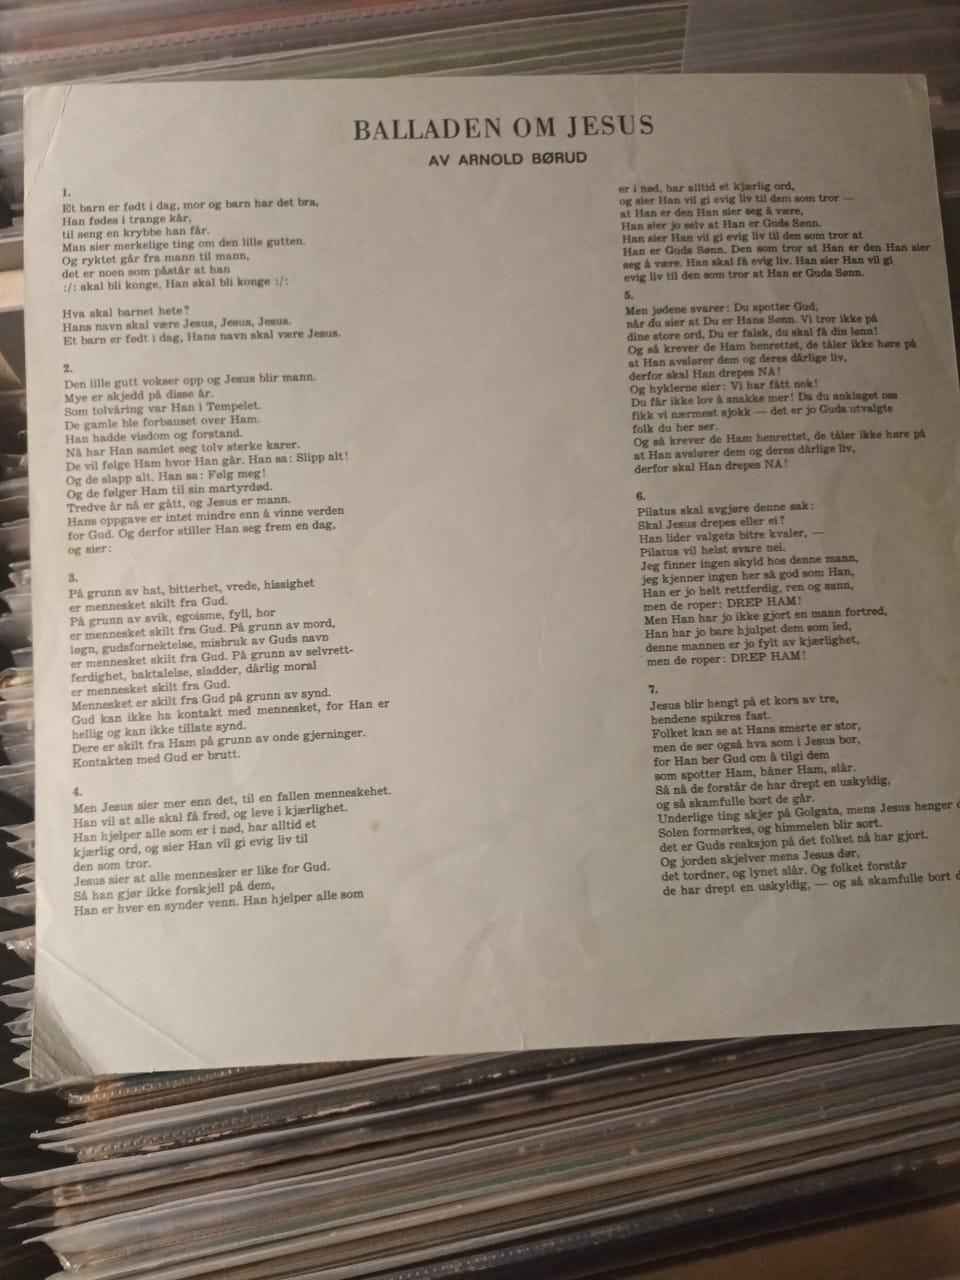 BALLADEN OM JESUS
AV ARNOLD BØRUD
1.
Et barn er født i dag, mor og barn har det bra,
Han fødes i trange kår,
til seng en krybbe han får.
Man sier merkelige ting om den lille gutten.
Og ryktet går fra mann til mann,
det er noen som påstår at han
:/: skal bli konge, Han skal bli konge :/:
Hva skal barnet hete?
Hans navn skal være Jesus, Jesus, Jesus.
Et barn er født i dag, Hans navn skal være Jesus.
2.
Den lille gutt vokser opp og Jesus blir mann.
Mye er skjedd på disse år.
Som tolvåring var Han i Tempelet.
De gamle ble forbauset over Ham.
Han hadde visdom og forstand.
Nå har Han samlet seg tolv sterke karer.
De vil følge Ham hvor Han går. Han sa: Slipp alt!
Og de slapp alt. Han sa: Følg meg!
Og de følger Ham til sin martyrdød.
Tredve år nå er gått, og Jesus er mann.
Hans oppgave er intet mindre enn å vinne verden
for Gud. Og derfor stiller Han seg frem en dag,
og sier:
3.
På grunn av hat, bitterhet, vrede, hissighet
er mennesket skilt fra Gud.
På grunn av svik, egoisme, fyll, hor
er mennesket skilt fra Gud. På grunn av mord,
løgn, gudsfornektelse, misbruk av Guds navn
er mennesket skilt fra Gud. På grunn av selvrett-
ferdighet, baktalelse, sladder, dårlig moral
er mennesket skilt fra Gud.
Mennesket er skilt fra Gud på grunn av synd.
Gud kan ikke ha kontakt med mennesket, for Han er
hellig og kan ikke tillate synd.
Dere er skilt fra Ham på grunn av onde gjerninger.
Kontakten med Gud er brutt.
4.
Men Jesus sier mer enn det, til en fallen menneskehet.
Han vil at alle skal få fred, og leve i kjærlighet.
Han hjelper alle som er i nød, har alltid et
kjærlig ord, og sier Han vil gi evig liv til
den som tror.
Jesus sier at alle mennesker er like for Gud.
Så han gjør ikke forskjell på dem,
Han er hver en synder venn. Han hjelper alle som
er i nød, har alltid et kjærlig ord,
og sier Han vil gi evig liv til dem som tror —
at Han er den Han sier seg å være,
Han sier jo selv at Han er Guds Sønn.
Han sier Han vil gi evig liv til den som tror at
Han er Guds Sønn. Den som tror at Han er den Han sier
seg å være. Han skal få evig liv. Han sier Han vil gi
evig liv til den som tror at Han er Guds Sønn.
5.
Men jødene svarer: Du spotter Gud,
når du sier at Du er Hans Sønn. Vi tror ikke på
dine store ord, Du er falsk, du skal få din lønn!
Og så krever de Ham henrettet, de tåler ikke høre på
at Han avslører dem og deres dårlige liv,
derfor skal Han drepes NÅ!
Og hyklerne sier: Vi har fått nok!
Du får ikke lov å snakke mer! Da du anklaget oss
fikk vi nærmest sjokk — det er jo Guds utvalgte
folk du her ser.
Og så krever de Ham henrettet, de tåler ikke høre på
at Han avslører dem og deres dårlige liv,
derfor skal Han drepes NÅ!
6.
Pilatus skal avgjøre denne sak:
Skal Jesus drepes eller ei?
Han lider valgets bitre kvaler, —
Pilatus vil helst svare nei.
Jeg finner ingen skyld hos denne mann,
jeg kjenner ingen her så god som Han,
Han er jo helt rettferdig, ren og sann,
men de roper: DREP HAM!
Men Han har jo ikke gjort en mann fortred,
Han har jo bare hjulpet dem som led,
denne mannen er jo fylt av kjærlighet,
men de roper: DREP HAM!
7.
Jesus blir hengt på et kors av tre,
hendene spikres fast.
Folket kan se at Hans smerte er stor,
men de ser også hva som i Jesus bor,
for Han ber Gud om å tilgi dem
som spotter Ham, håner Ham, slår.
Så nå de forstår de har drept en uskyldig,
og så skamfulle bort de går.
Underlige ting skjer på Golgata, mens Jesus henger
Solen formørkes, og himmelen blir sort.
det er Guds reaksjon på det folket nå har gjort.
Og jorden skjelver mens Jesus dør,
det tordner, og lynet slår. Og folket forstår
de har drept en uskyldig, — og så skamfulle bort